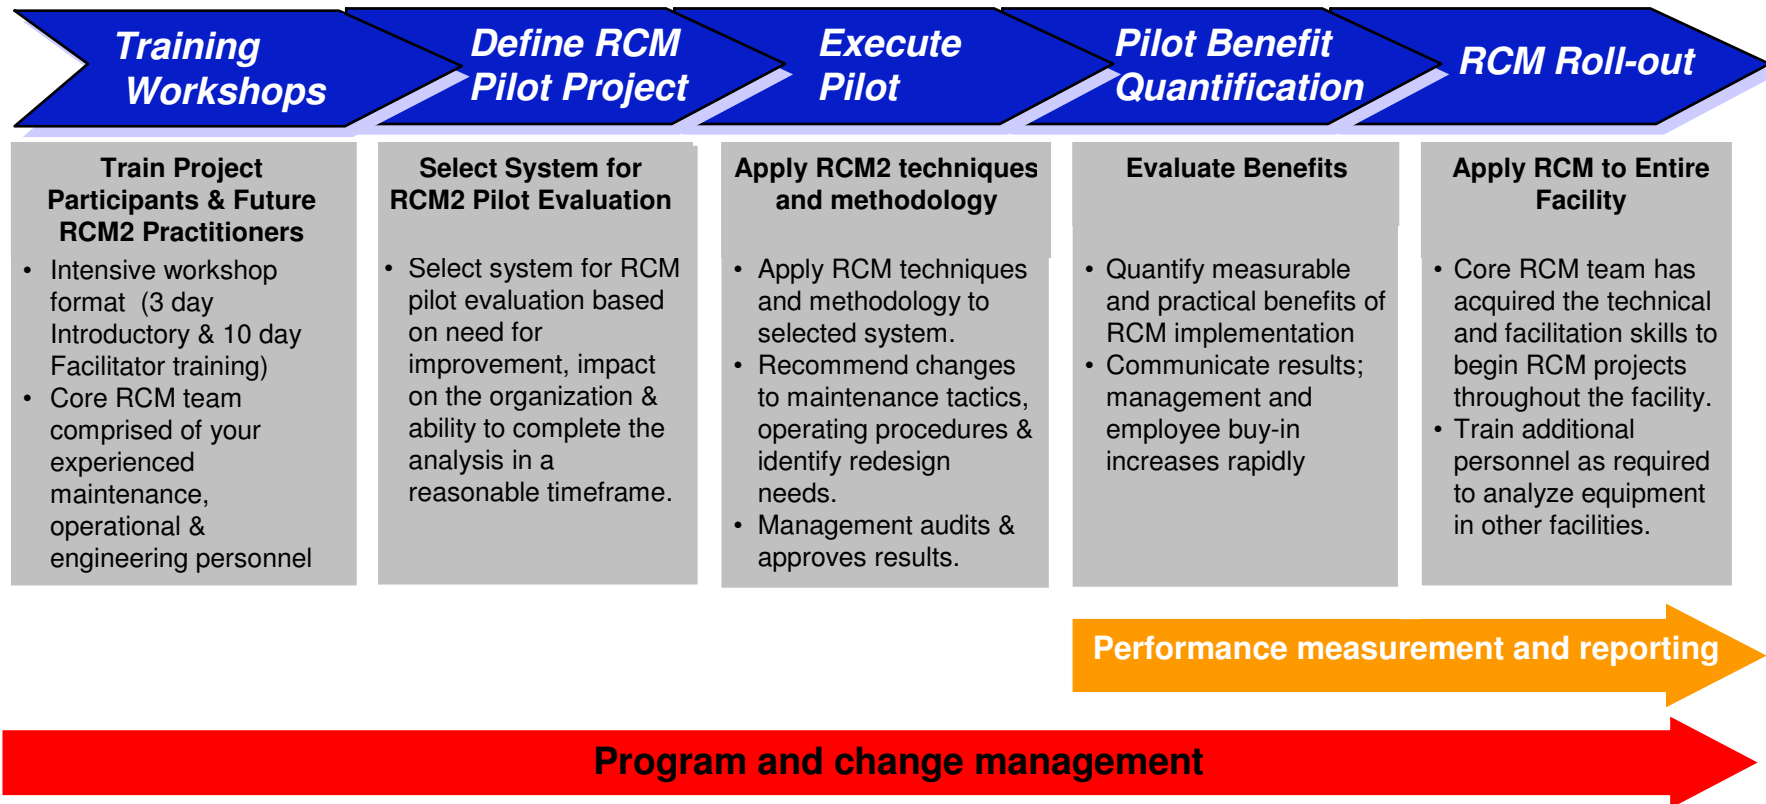 Training
Workshops
Define RCM
Pilot Project
Execute
Pilot
Pilot Benefit
Quantification
RCM Roll-out
Train Project
Participants & Future
RCM2 Practitioners
• Intensive workshop
format (3 day
Introductory & 10 day
Facilitator training)
• Core RCM team
comprised of your
experienced
maintenance,
operational &
engineering personnel
Select System for
RCM2 Pilot Evaluation
• Select system for RCM
pilot evaluation based
on need for
improvement, impact
on the organization &
ability to complete the
analysis in a
reasonable timeframe.
Apply RCM2 techniques
and methodology
• Apply RCM techniques
and methodology to
selected system.
• Recommend changes
to maintenance tactics,
operating procedures &
identify redesign
needs.
• Management audits &
approves results.
Evaluate Benefits
• Quantify measurable
and practical benefits of
RCM implementation
• Communicate results;
management and
employee buy-in
increases rapidly
Apply RCM to Entire
Facility
• Core RCM team has
acquired the technical
and facilitation skills to
begin RCM projects
throughout the facility.
• Train additional
personnel as required
to analyze equipment
in other facilities.
Performance measurement and reporting
Program and change management